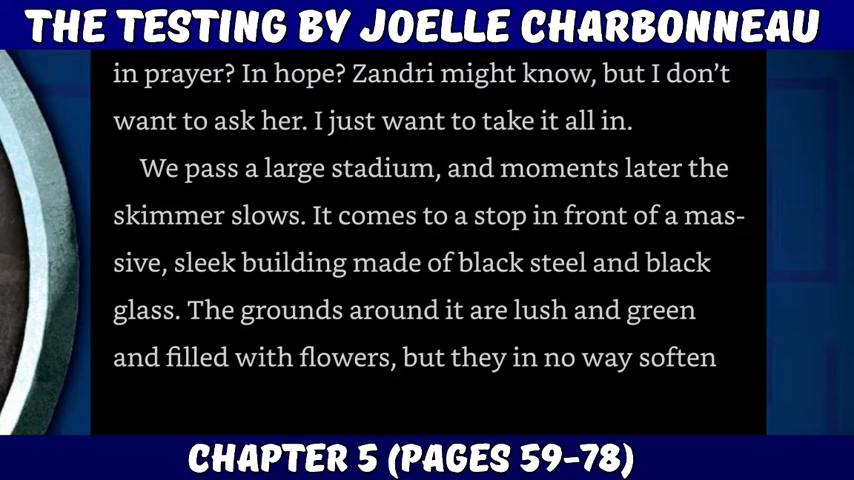 THE TESTING BY JOELLE CHARBONNEAU
in prayer? In hope? Zandri might know, but I don’t
want to ask her. I just want to take it all in.
We pass a large stadium, and moments later the
skimmer slows. It comes to a stop in front of a mas-
sive, sleek building made of black steel and black
glass. The grounds around it are lush and green
and filled with flowers, but they in no way soften
CHAPTER 5 (PAGES 59-78)